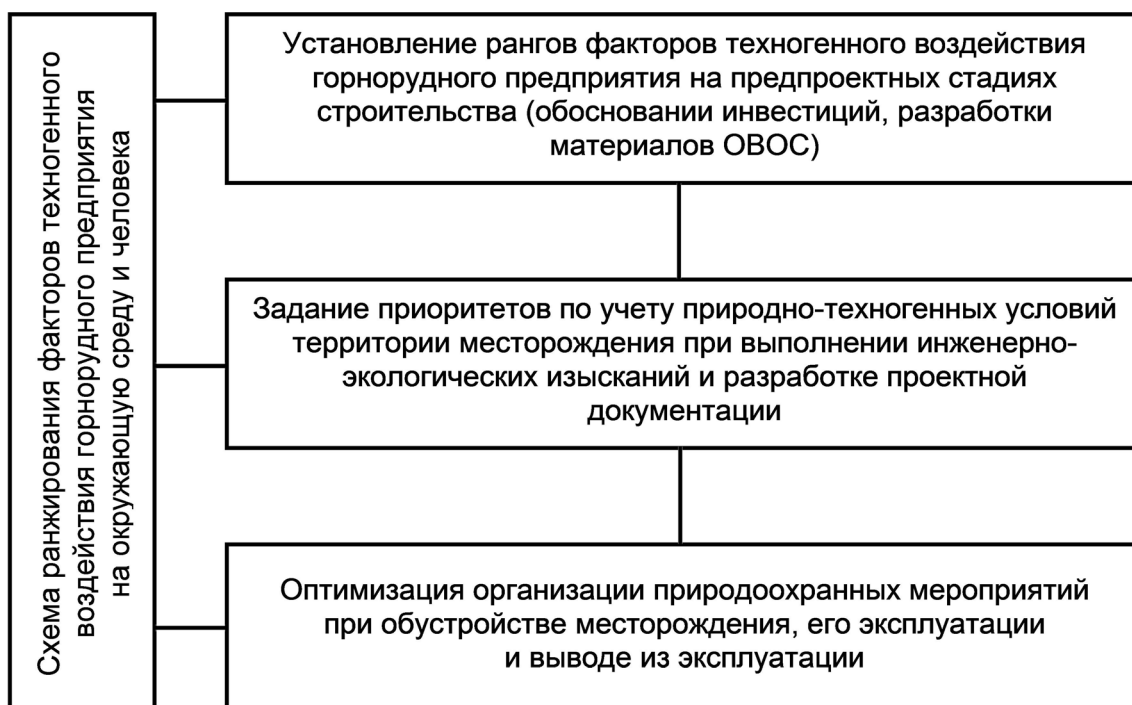 Схема ранжирования факторов техногенного
воздействия горнорудного предприятия
на окружающую среду и человека
Установление рангов факторов техногенного воздействия
горнорудного предприятия на предпроектных стадиях
строительства (обосновании инвестиций, разработки
материалов ОВОС)
Задание приоритетов по учету природно-техногенных условий
территории месторождения при выполнении инженерно-
экологических изысканий и разработке проектной
документации
Оптимизация организации природоохранных мероприятий
при обустройстве месторождения, его эксплуатации
и выводе из эксплуатации